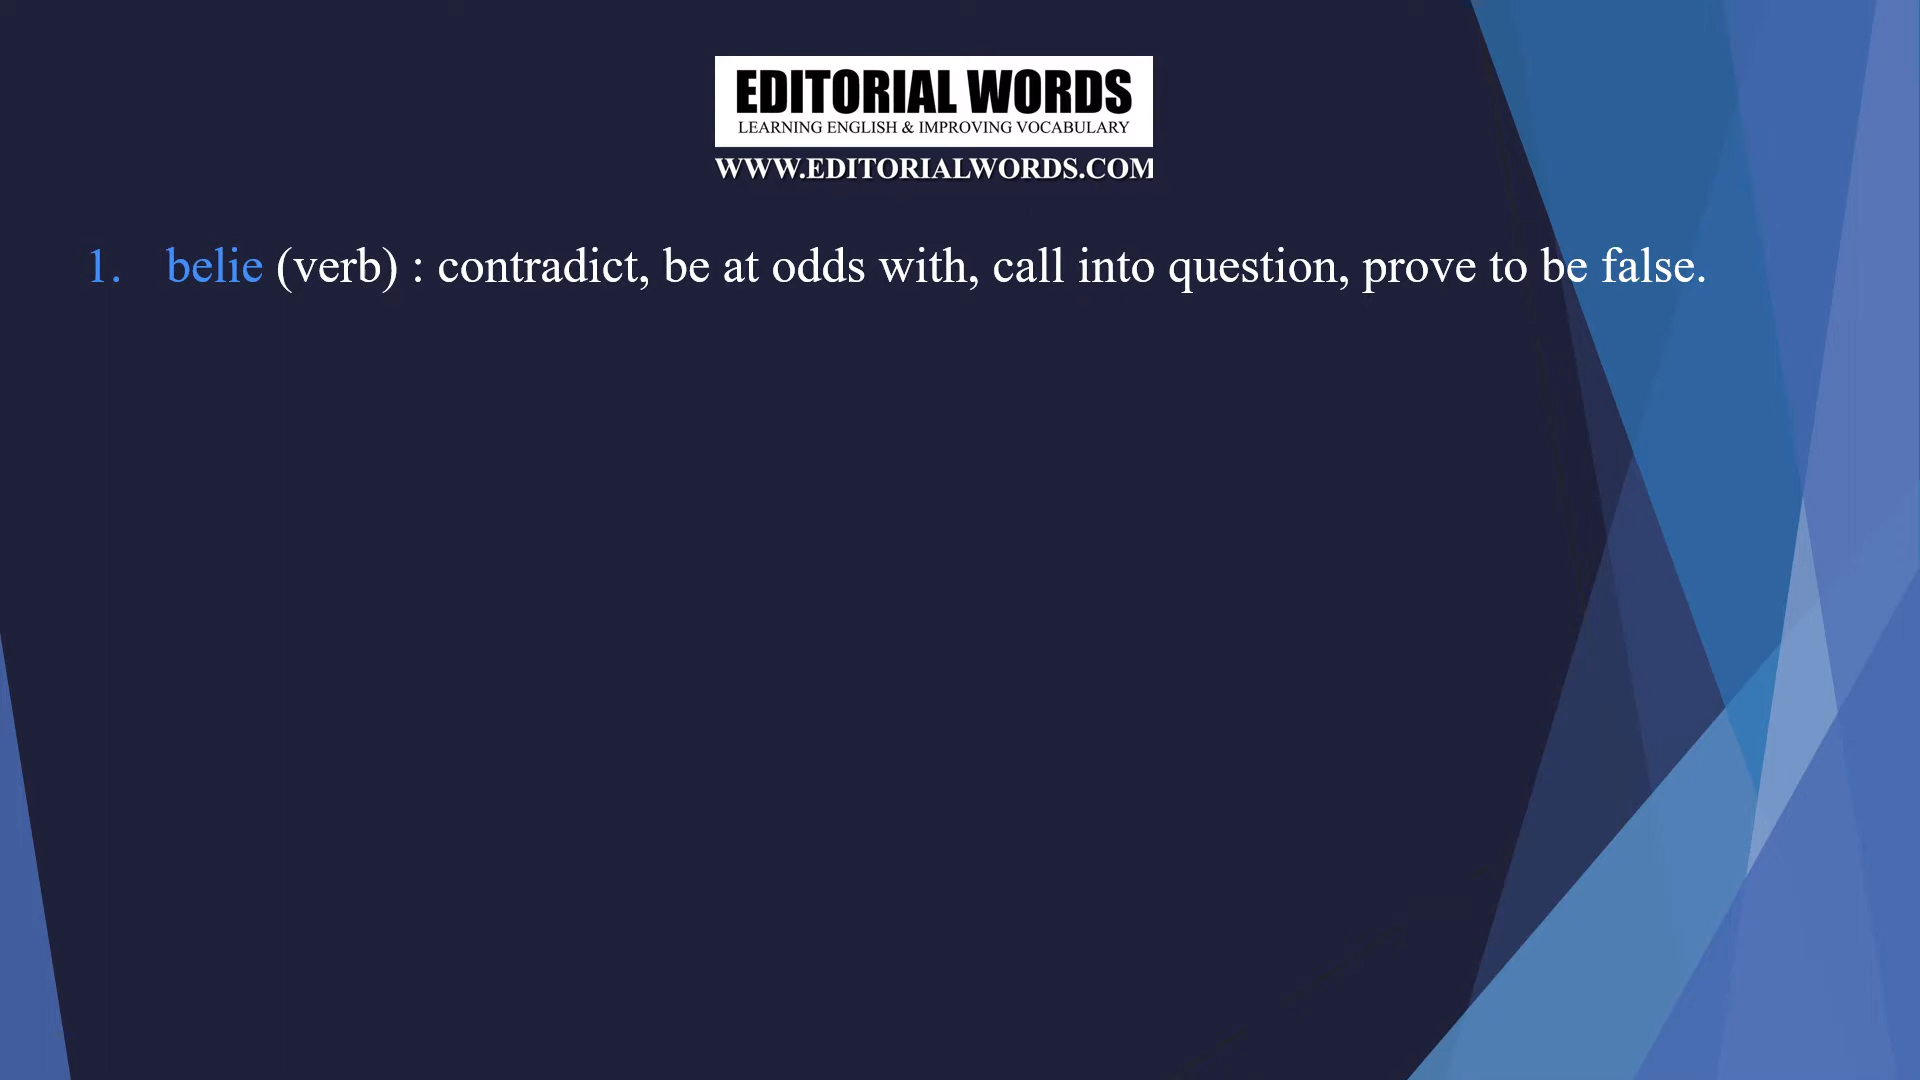 EDITORIAL WORDS
LEARNING ENGLISH & IMPROVING VOCABULARY
WWW.EDITORIALWORDS.COM
1. belie (verb) : contradict, be at odds with, call into question, prove to be false.